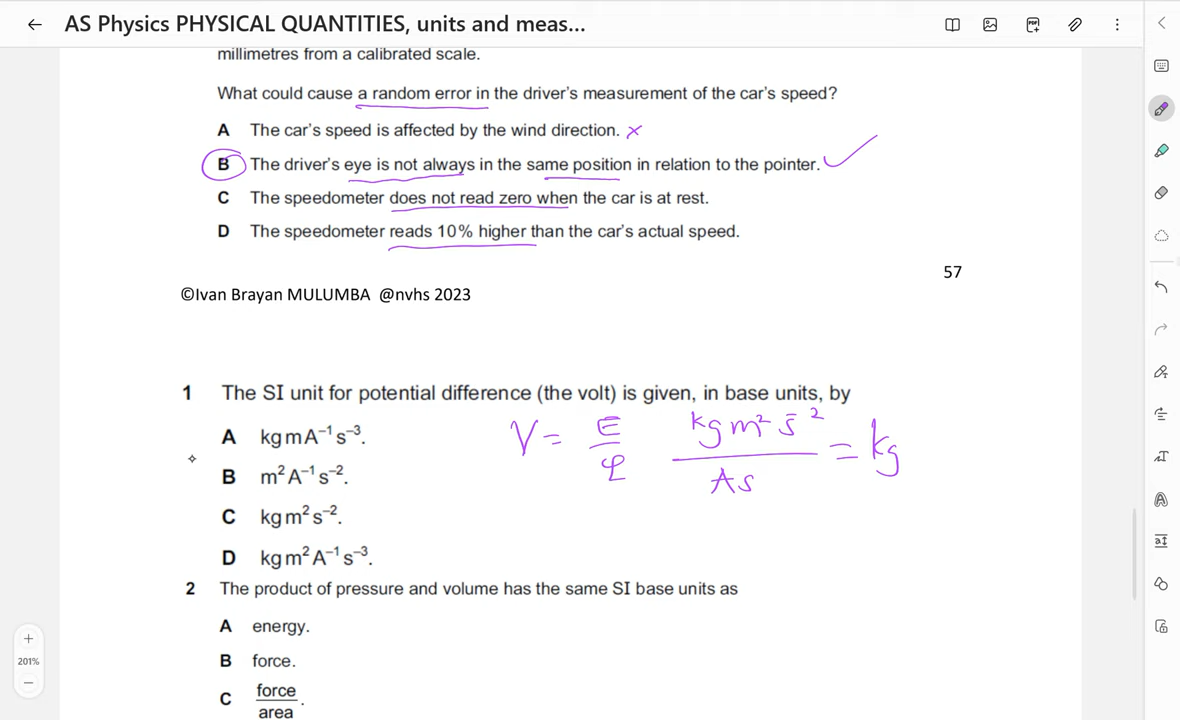 AS Physics PHYSICAL QUANTITIES, units and meas...
millimetres from a calibrated scale.
What could cause a random error in the driver's measurement of the car's speed?
A The car's speed is affected by the wind direction. ×
B The driver's eye is not always in the same position in relation to the pointer. ✓
C The speedometer does not read zero when the car is at rest.
D The speedometer reads 10% higher than the car's actual speed.
57
©Ivan Brayan MULUMBA @nvhs 2023
1 The SI unit for potential difference (the volt) is given, in base units, by
A kg m A⁻¹ s⁻³.
B m² A⁻¹ s⁻².
C kg m² s⁻².
D kg m² A⁻¹ s⁻³.
V = E/Q kg m² s⁻² / As = kg
2 The product of pressure and volume has the same SI base units as
A energy.
B force.
C force
area.
201%